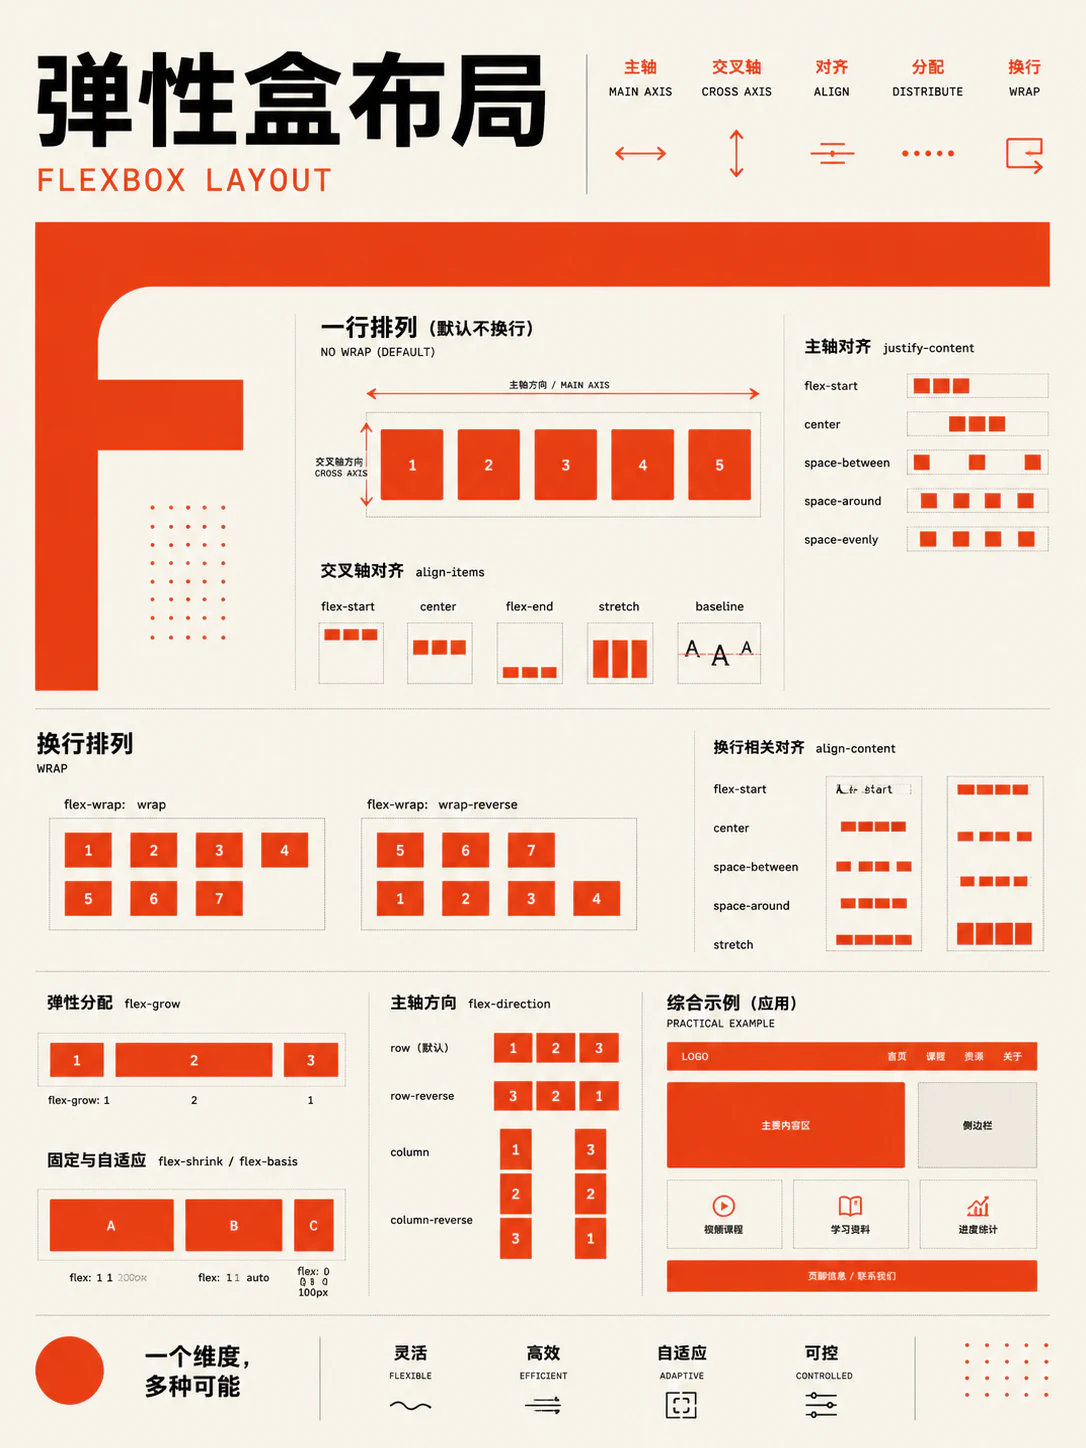 弹性盒布局
FLEXBOX LAYOUT
主轴
MAIN AXIS
交叉轴
CROSS AXIS
对齐
ALIGN
分配
DISTRIBUTE
换行
WRAP
一行排列（默认不换行）
NO WRAP (DEFAULT)
主轴方向 / MAIN AXIS
交叉轴方向
CROSS AXIS
1 2 3 4 5
交叉轴对齐 align-items
flex-start center flex-end stretch baseline
A A A
主轴对齐 justify-content
flex-start
center
space-between
space-around
space-evenly
换行排列
WRAP
flex-wrap: wrap
1 2 3 4
5 6 7
flex-wrap: wrap-reverse
5 6 7
1 2 3 4
换行相关对齐 align-content
flex-start
start
center
space-between
space-around
stretch
弹性分配 flex-grow
1 2 3
flex-grow: 1 2 1
固定与自适应 flex-shrink / flex-basis
A B C
flex: 1 1 200px
flex: 1 1 auto
flex: 0
100px
主轴方向 flex-direction
row（默认）
1 2 3
row-reverse
3 2 1
column
1
2
3
column-reverse
3
2
1
综合示例（应用）
PRACTICAL EXAMPLE
LOGO 首页 课程 资源 关于
主要内容区
侧边栏
视频课程
学习资料
进度统计
页脚信息 / 联系我们
一个维度，
多种可能
灵活
FLEXIBLE
高效
EFFICIENT
自适应
ADAPTIVE
可控
CONTROLLED